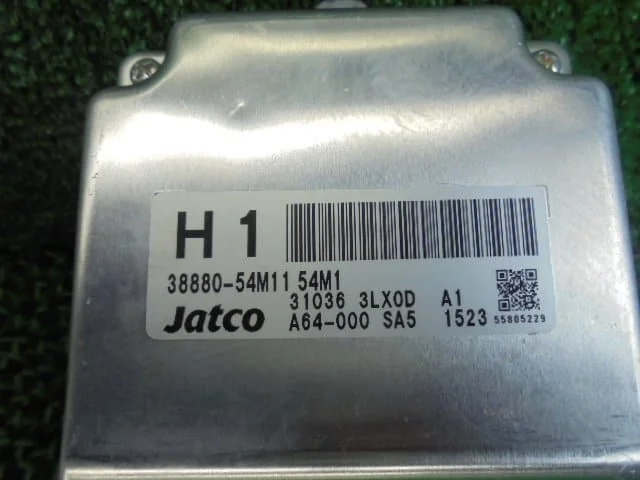 H 1
38880-54M11 54M1
31036 3LX0D A1
Jatco A64-000 SA5 1523 55805229